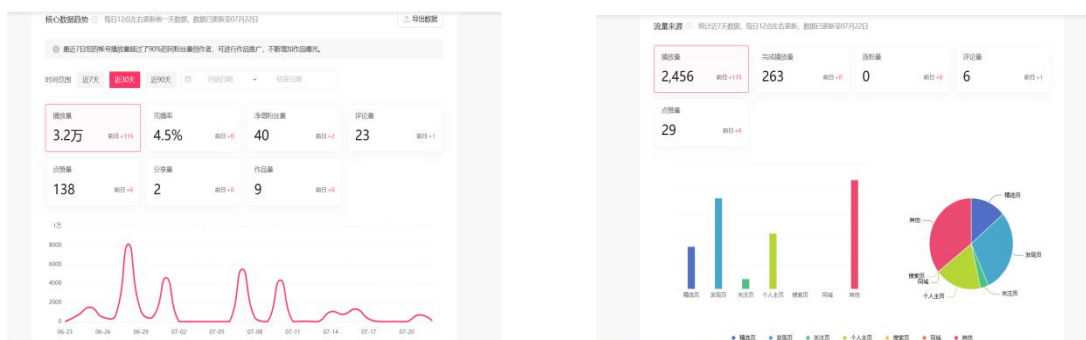 核心数据趋势 每日12点左右更新前一天数据，数据已更新至07月22日
导出数据
最近7日您的帐号播放量超过了90%的同粉丝量创作者，可进行作品推广，不断增加作品曝光。
时间范围 近7天 近30天 近90天 开始日期 ~ 结束日期
播放量 完播率 净增粉丝量 评论量
3.2万 前日+115 4.5% 前日+0 40 前日+2 23 前日+1
点赞量 分享量 作品量
138 前日+6 2 前日+0 9 前日+0
1万
8000
6000
4000
2000
0
06-23 06-26 06-29 07-02 07-05 07-08 07-11 07-14 07-17 07-20
流量来源 统计近7天数据，每日12点左右更新，数据已更新至07月22日
播放量 完成播放量 涨粉量 评论量
2,456 前日+115 263 前日+0 0 前日+0 6 前日+1
点赞量
29 前日+6
精选页 发现页 关注页 个人主页 搜索页 同城 其他
精选页
其他
发现页
搜索页
同城
个人主页
关注页
精选页 发现页 关注页 个人主页 搜索页 同城 其他